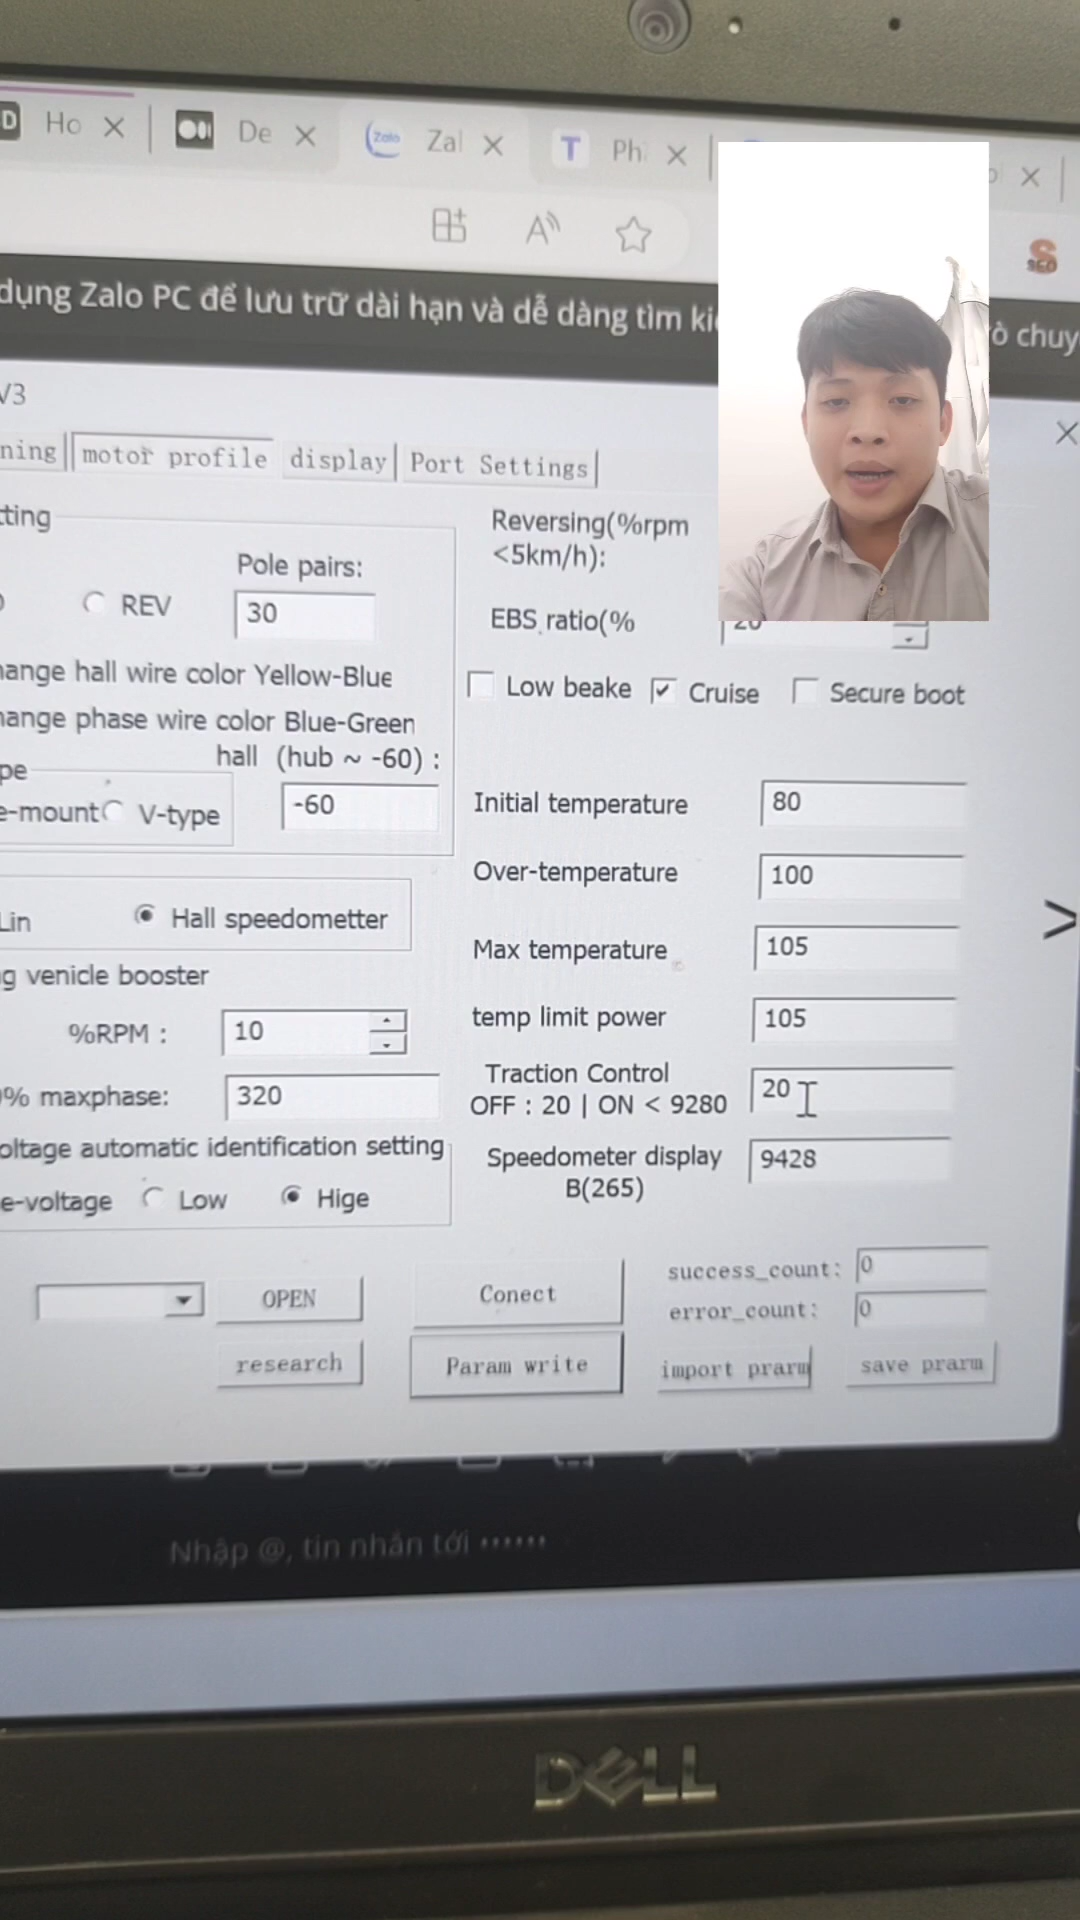 D Ho
De
Zalo Zal
T Ph
A
S
SEO
dụng Zalo PC để lưu trữ dài hạn và dễ dàng tìm ki
ò chuy
V3
ning
motor profile
display
Port Settings
tting
Pole pairs:
REV
30
hange hall wire color Yellow-Blue
hange phase wire color Blue-Green
hall (hub ~ -60) :
pe
e-mount
V-type
-60
Lin
Hall speedometter
g venicle booster
%RPM :
10
% maxphase:
320
oltage automatic identification setting
e-voltage
Low
Hige
Reversing(%rpm
<5km/h):
EBS ratio(%
20
Low beake
Cruise
Secure boot
Initial temperature
80
Over-temperature
100
Max temperature
105
temp limit power
105
Traction Control
OFF : 20 | ON < 9280
20
Speedometer display
B(265)
9428
OPEN
Conect
success_count:
0
error_count:
0
research
Param write
import prarm
save prarm
Nhập @, tin nhắn tới ······
DELL